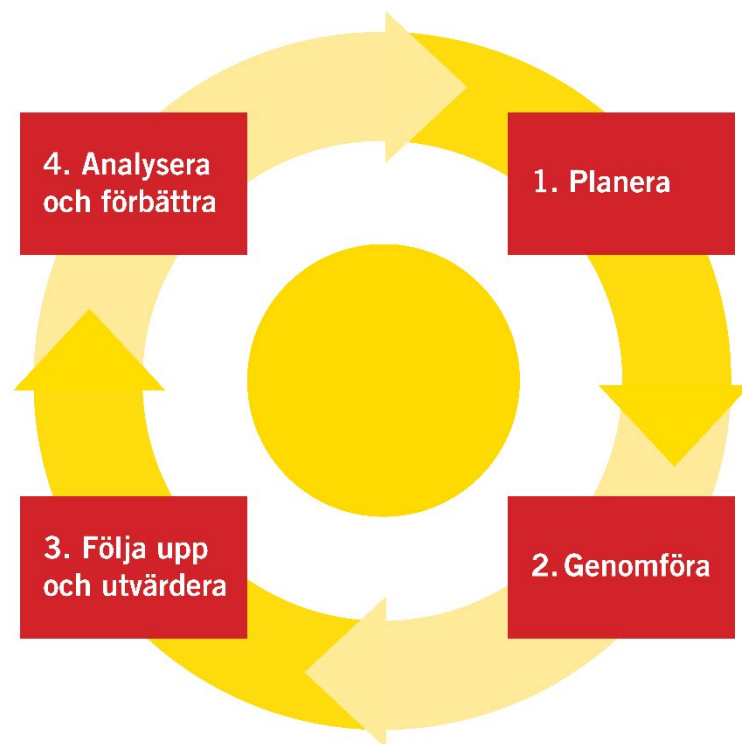 1. Planera
2. Genomföra
3. Följa upp
och utvärdera
4. Analysera
och förbättra